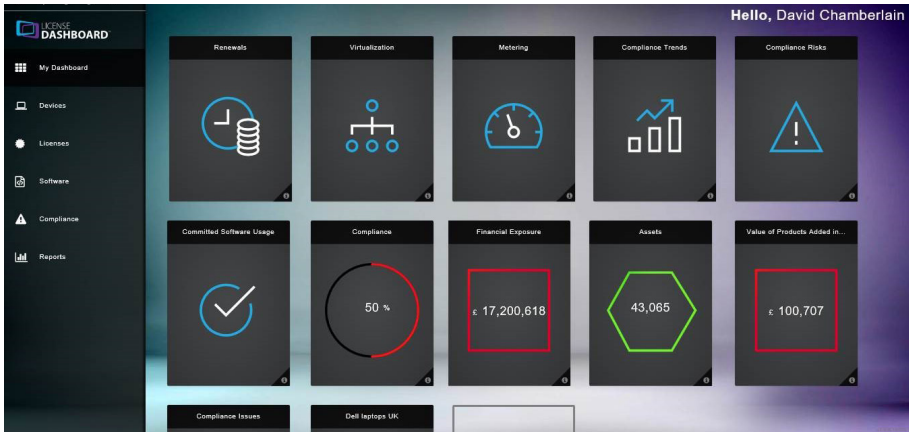 Hello, David Chamberlain
LICENSE
DASHBOARD
My Dashboard
Devices
Licenses
Software
Compliance
Reports
Renewals
Virtualization
Metering
Compliance Trends
Compliance Risks
Committed Software Usage
Compliance
Financial Exposure
Assets
Value of Products Added in...
50 %
£ 17,200,618
43,065
£ 100,707
Compliance Issues
Dell laptops UK